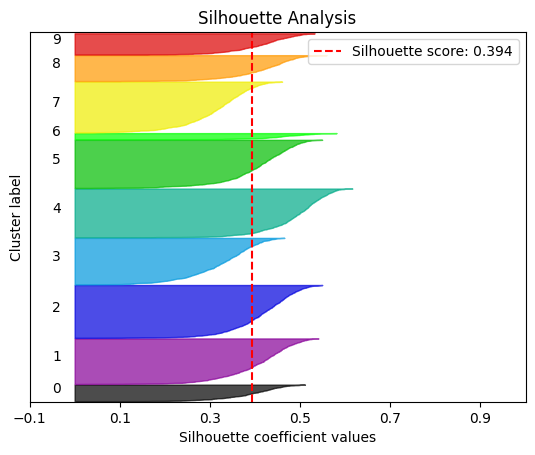 Silhouette Analysis
Silhouette score: 0.394
Cluster label
9
8
7
6
5
4
3
2
1
0
−0.1 0.1 0.3 0.5 0.7 0.9
Silhouette coefficient values